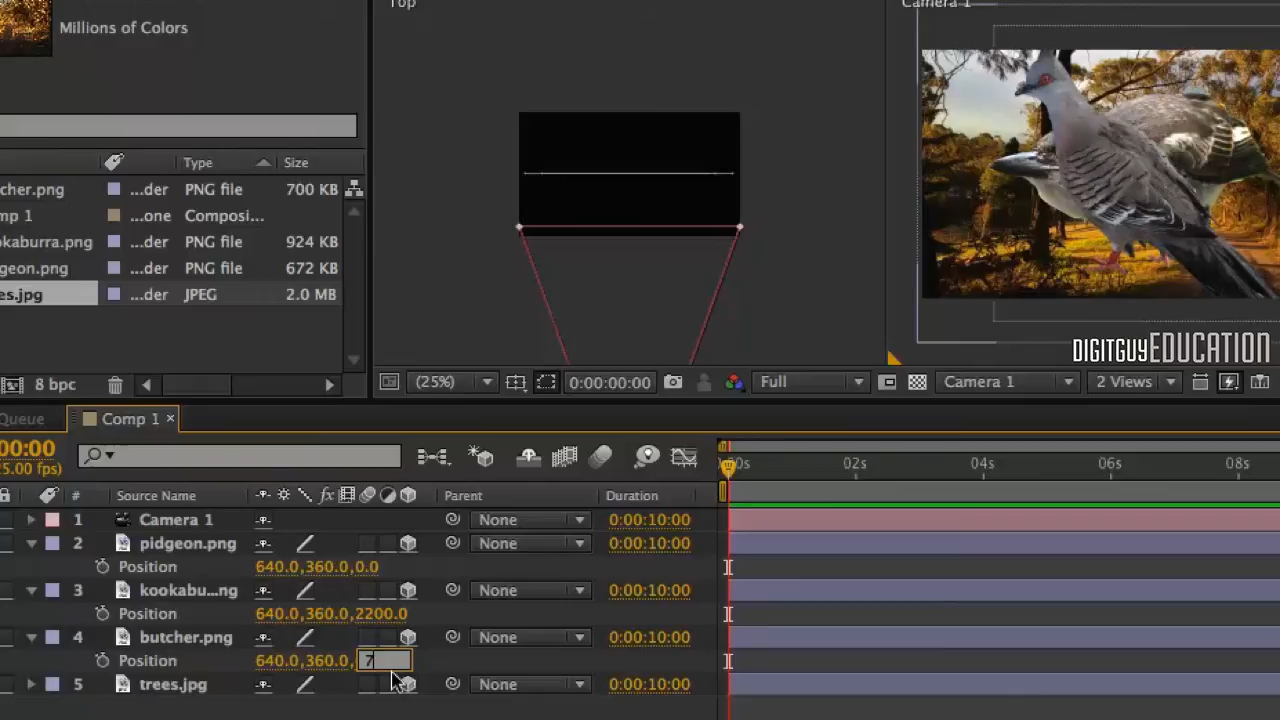 Top
Camera 1
Millions of Colors
Type Size
cher.png ...der PNG file 700 KB
mp 1 ...one Composi...
okaburra.png ...der PNG file 924 KB
geon.png ...der PNG file 672 KB
es.jpg ...der JPEG 2.0 MB
DIGITGUYEDUCATION
8 bpc (25%) 0:00:00:00 Full Camera 1 2 Views
Queue Comp 1 ×
00:00
25.00 fps)
00s 02s 04s 06s 08s
# Source Name fx Parent Duration
1 Camera 1 None 0:00:10:00
2 pidgeon.png None 0:00:10:00
Position 640.0,360.0,0.0
3 kookabu...ng None 0:00:10:00
Position 640.0,360.0,2200.0
4 butcher.png None 0:00:10:00
Position 640.0,360.0, 7
5 trees.jpg None 0:00:10:00